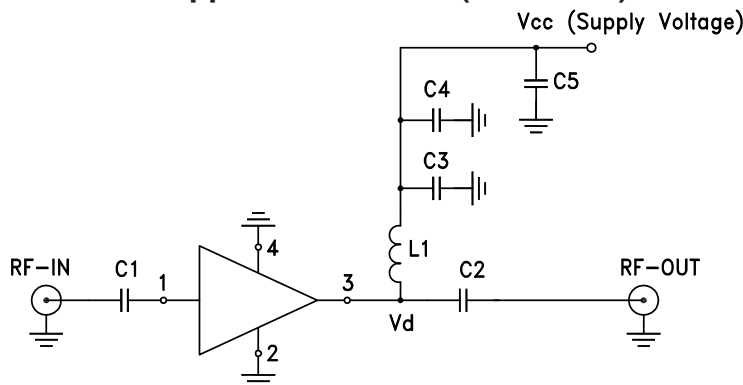 Vcc (Supply Voltage)
C5
C4
C3
4
L1
RF-IN
C1
1
3
C2
RF-OUT
Vd
2